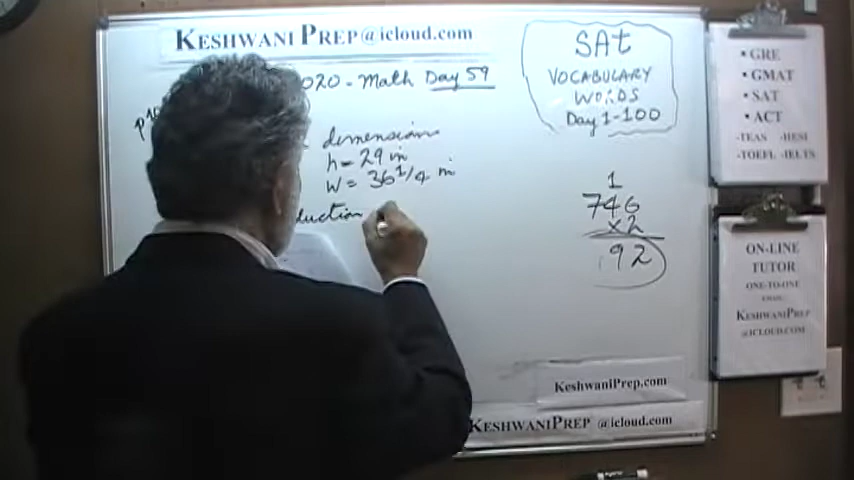 KESHWANI PREP@icloud.com
020 - Math Day 59
dimensions
h = 29 in
W = 36 1/4 in
duction
SAt
VOCABULARY
WORDS
Day 1-100
1
746
x2
92
• GRE
• GMAT
• SAT
• ACT
-TEAS -HESI
-TOEFL -IELTS
ON-LINE
TUTOR
ONE-TO-ONE
KESHWANIPREP
@ICLOUD.COM
KeshwaniPrep.com
KESHWANIPREP @icloud.com